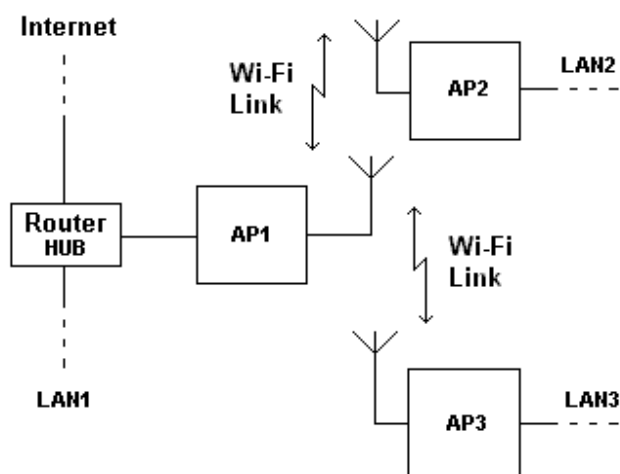 Internet
Wi-Fi
Link
AP2
LAN2
Router
HUB
AP1
Wi-Fi
Link
LAN1
AP3
LAN3